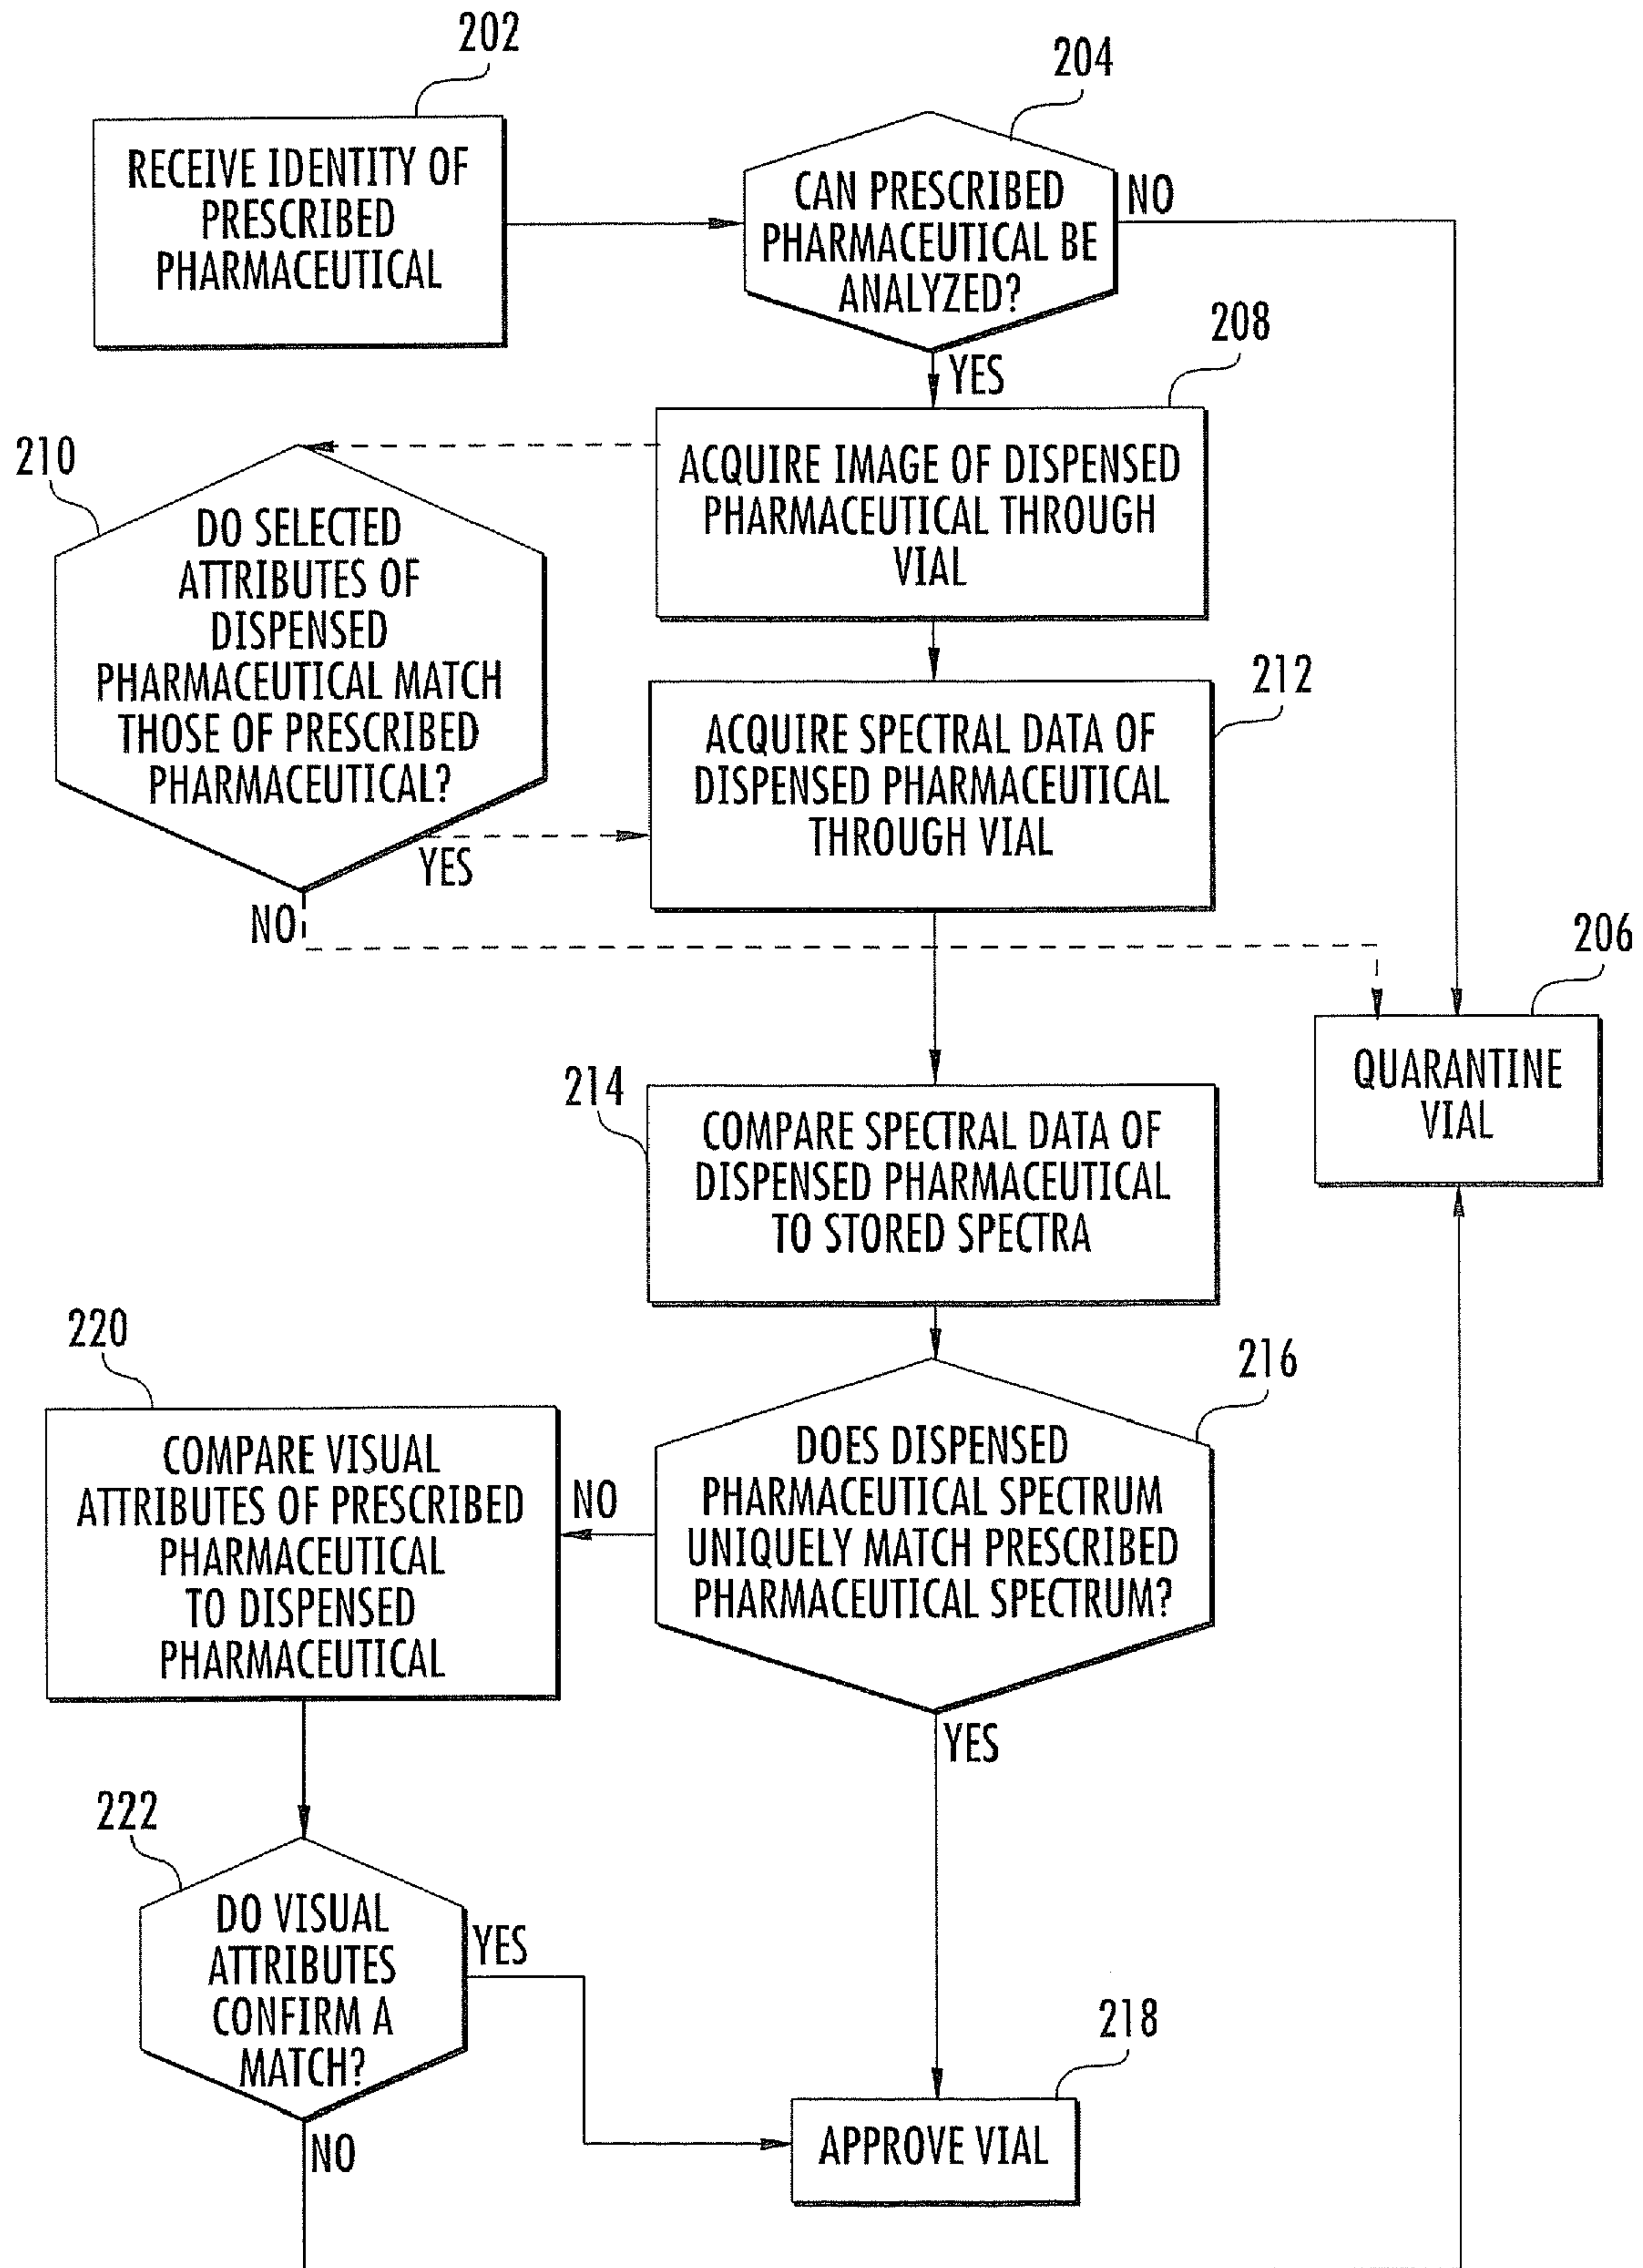 202
RECEIVE IDENTITY OF
PRESCRIBED
PHARMACEUTICAL
204
CAN PRESCRIBED
PHARMACEUTICAL BE
ANALYZED?
NO
YES
208
ACQUIRE IMAGE OF DISPENSED
PHARMACEUTICAL THROUGH
VIAL
210
DO SELECTED
ATTRIBUTES OF
DISPENSED
PHARMACEUTICAL MATCH
THOSE OF PRESCRIBED
PHARMACEUTICAL?
YES
NO
212
ACQUIRE SPECTRAL DATA OF
DISPENSED PHARMACEUTICAL
THROUGH VIAL
206
QUARANTINE
VIAL
214
COMPARE SPECTRAL DATA OF
DISPENSED PHARMACEUTICAL
TO STORED SPECTRA
216
DOES DISPENSED
PHARMACEUTICAL SPECTRUM
UNIQUELY MATCH PRESCRIBED
PHARMACEUTICAL SPECTRUM?
NO
YES
220
COMPARE VISUAL
ATTRIBUTES OF PRESCRIBED
PHARMACEUTICAL
TO DISPENSED
PHARMACEUTICAL
222
DO VISUAL
ATTRIBUTES
CONFIRM A
MATCH?
YES
NO
218
APPROVE VIAL